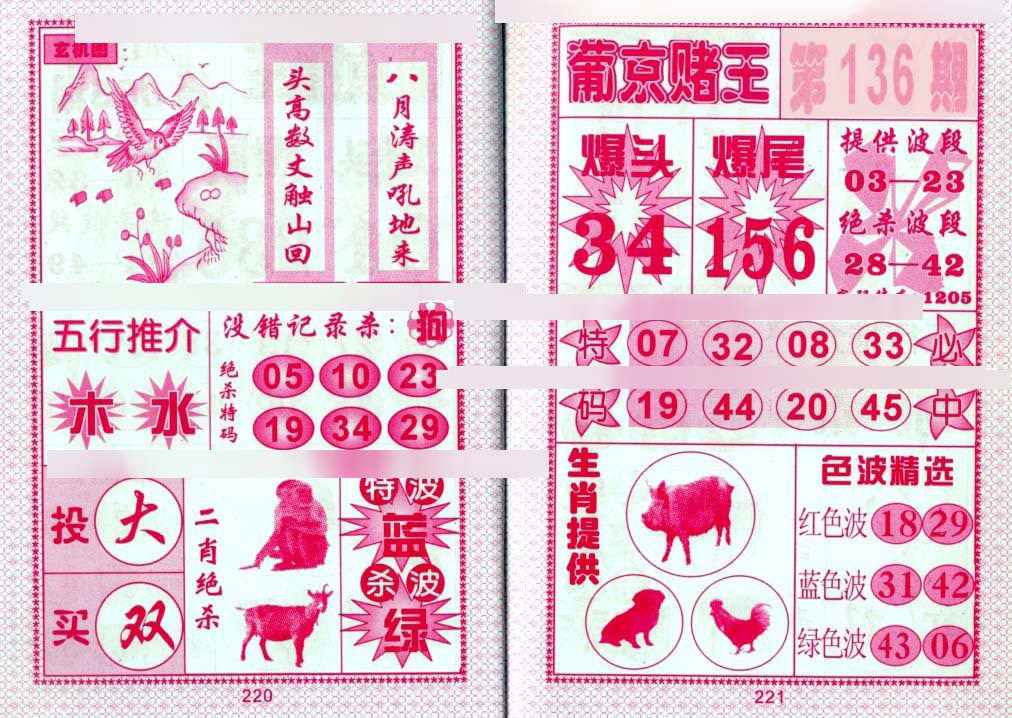 玄机图
八月涛声吼地来
头高数丈触山回
五行推介
木 水
没错记录杀：狗
绝杀特码
05 10 23
19 34 29
投 大
买 双
二肖绝杀
特波
蓝
杀波
绿
220
葡京赌王
第136期
爆头
34
爆尾
156
提供波段
03—23
绝杀波段
28—42
1205
特码
07 32 08 33
19 44 20 45
必中
生肖提供
色波精选
红色波 18 29
蓝色波 31 42
绿色波 43 06
221